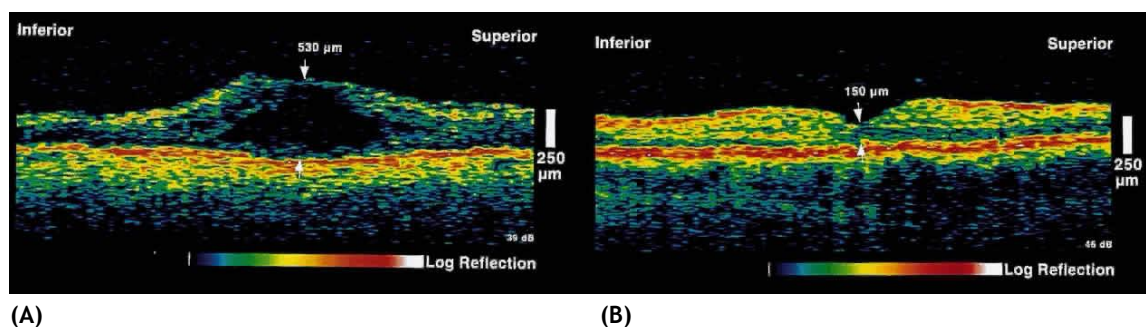 Inferior
Superior
530 µm
250
µm
39 dB
Log Reflection
(A)
Inferior
Superior
150 µm
250
µm
46 dB
Log Reflection
(B)